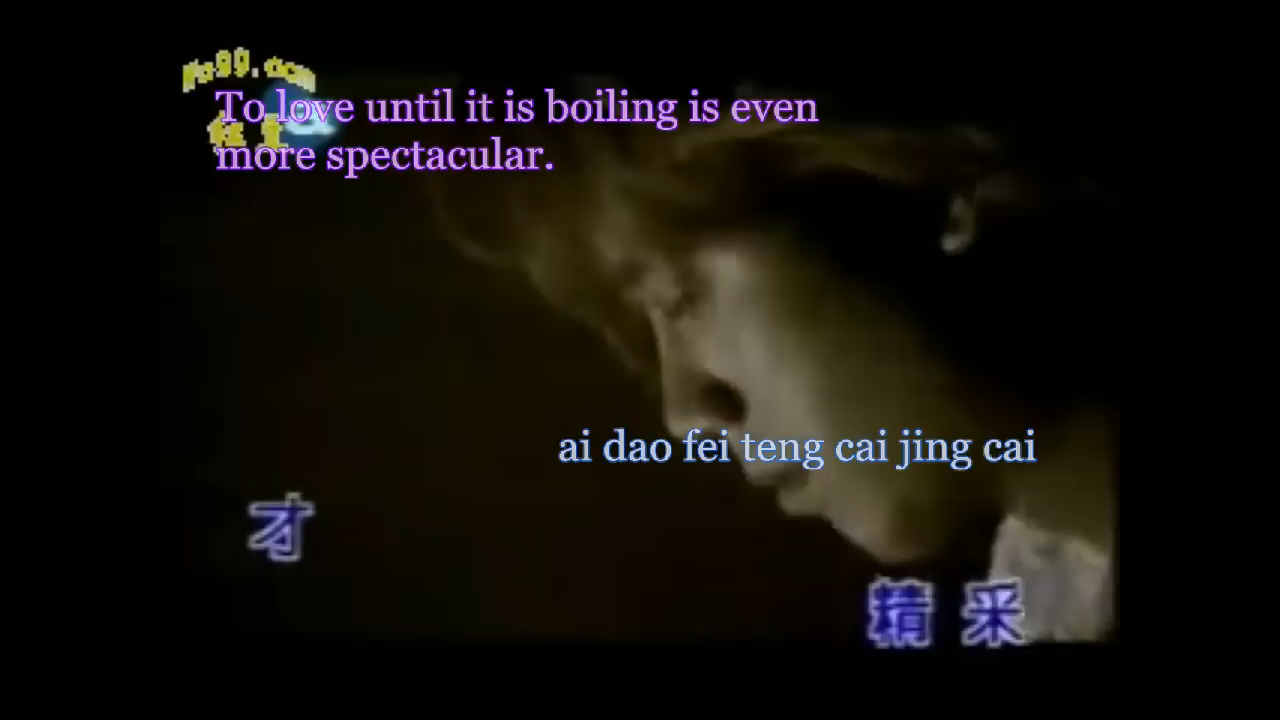 To love until it is boiling is even
more spectacular.
ai dao fei teng cai jing cai
才
精采